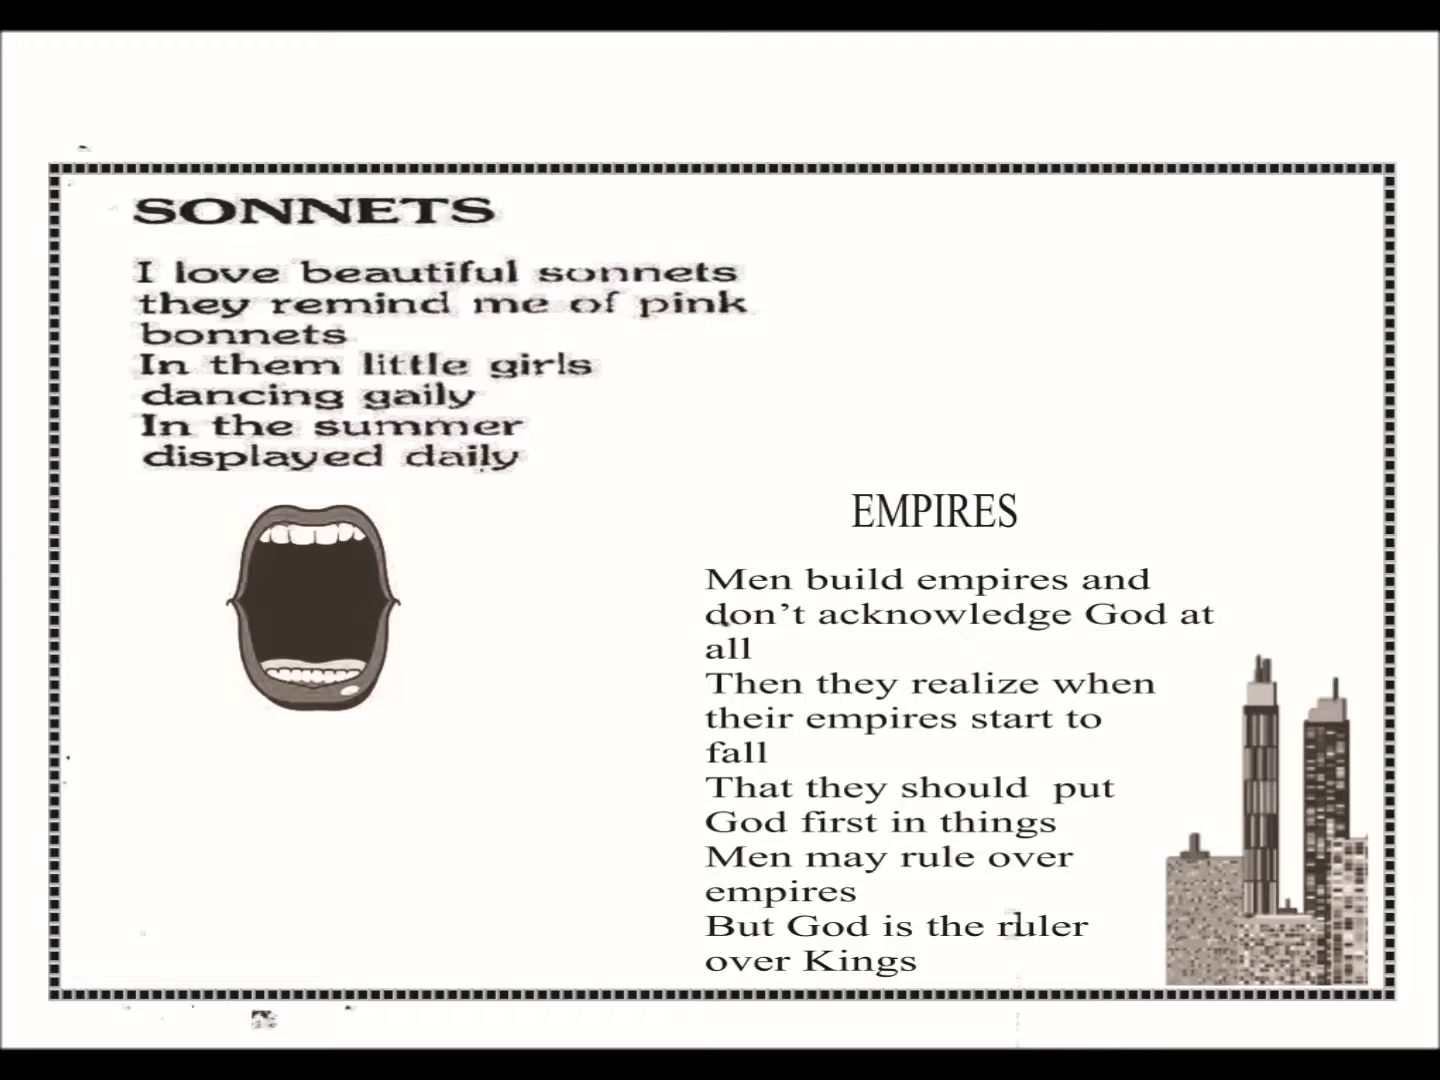 SONNETS
I love beautiful sonnets
they remind me of pink
bonnets
In them little girls
dancing gaily
In the summer
displayed daily
EMPIRES
Men build empires and
don't acknowledge God at
all
Then they realize when
their empires start to
fall
That they should  put
God first in things
Men may rule over
empires
But God is the ruler
over Kings